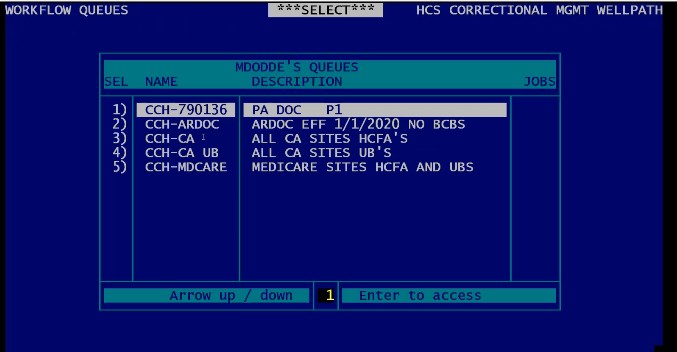 WORKFLOW QUEUES ***SELECT*** HCS CORRECTIONAL MGMT WELLPATH
MDODDE'S QUEUES
SEL NAME DESCRIPTION JOBS
1) CCH-790136 PA DOC P1
2) CCH-ARDOC ARDOC EFF 1/1/2020 NO BCBS
3) CCH-CA ALL CA SITES HCFA'S
4) CCH-CA UB ALL CA SITES UB'S
5) CCH-MDCARE MEDICARE SITES HCFA AND UBS
Arrow up / down 1 Enter to access